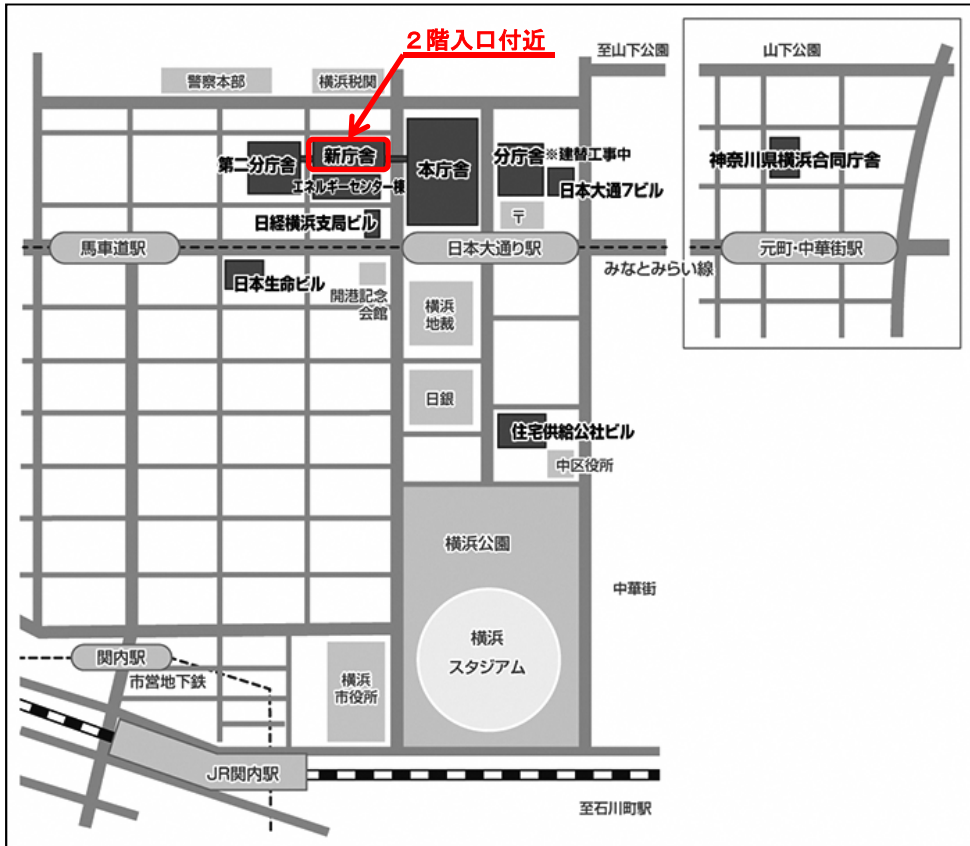 ２階入口付近
至山下公園
山下公園
警察本部
横浜税関
新庁舎
第二分庁舎
本庁舎
分庁舎※建替工事中
神奈川県横浜合同庁舎
エネルギーセンター棟
日本大通7ビル
〒
日経横浜支局ビル
馬車道駅
日本大通り駅
元町・中華街駅
みなとみらい線
日本生命ビル
開港記念
会館
横浜
地裁
日銀
住宅供給公社ビル
中区役所
横浜公園
中華街
横浜
スタジアム
関内駅
市営地下鉄
横浜
市役所
JR関内駅
至石川町駅